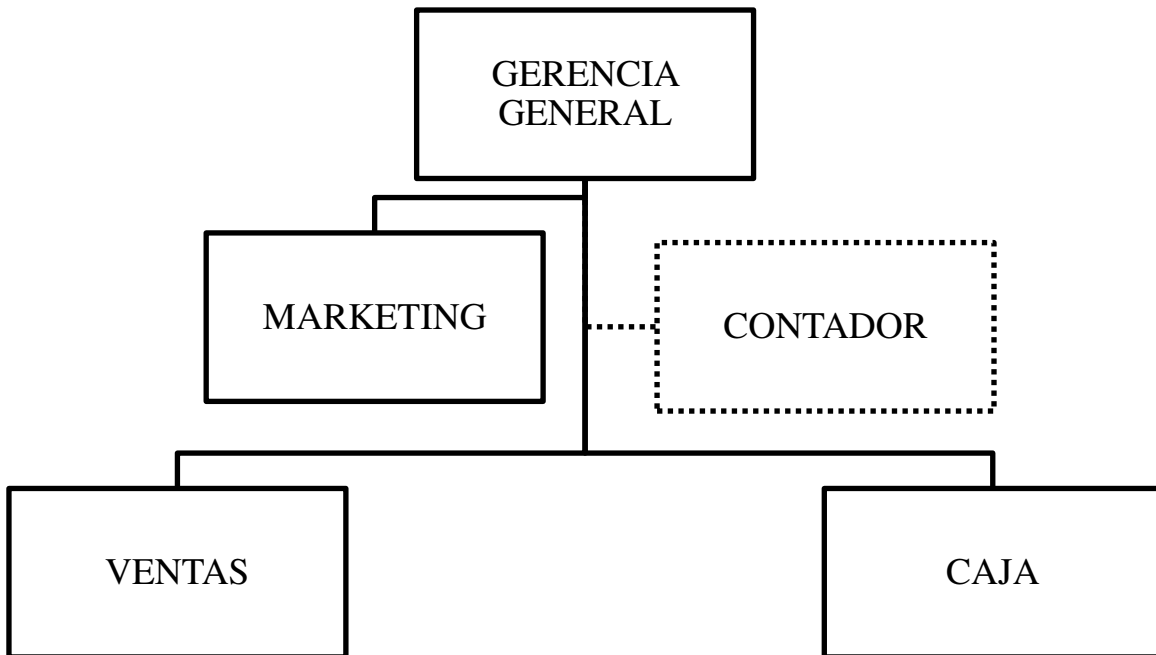 GERENCIA
GENERAL
MARKETING
CONTADOR
VENTAS
CAJA